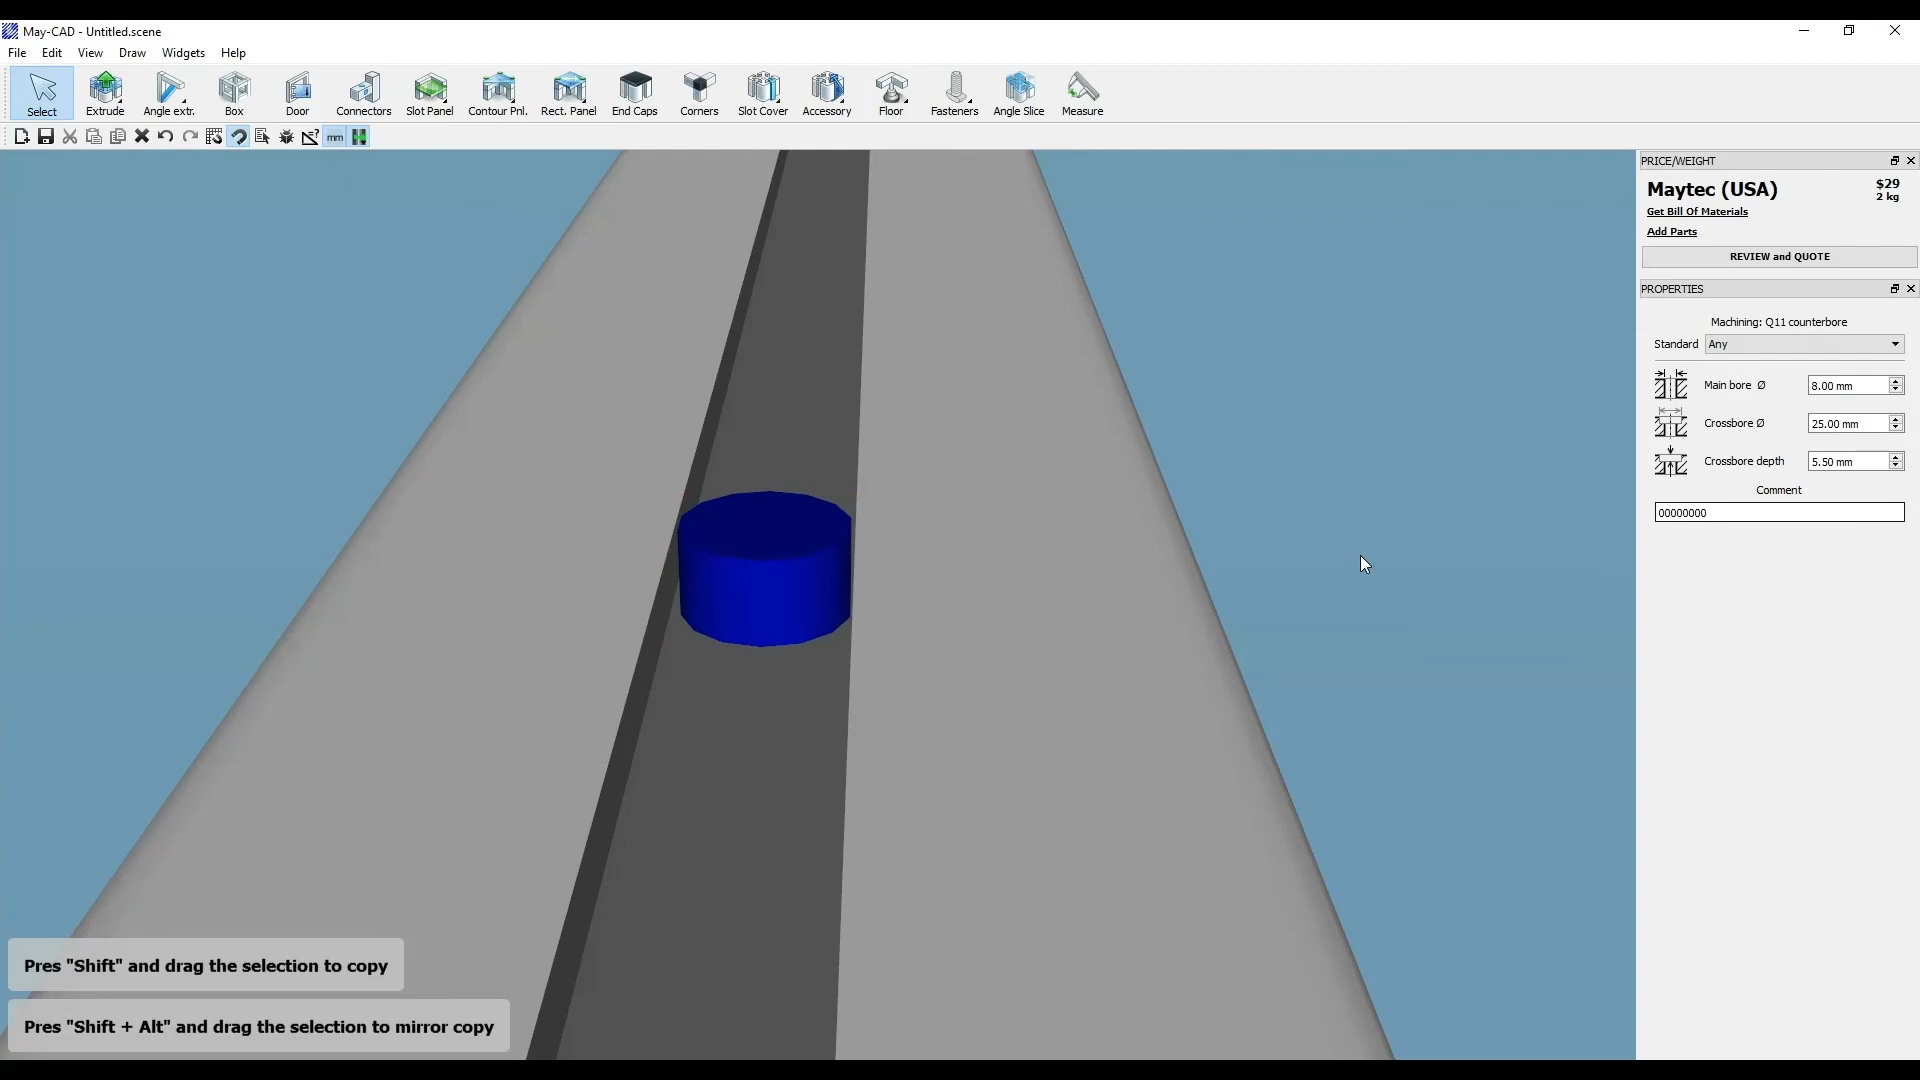 May-CAD - Untitled.scene
File Edit View Draw Widgets Help
Select Extrude Angle extr. Box Door Connectors Slot Panel Contour Pnl. Rect. Panel End Caps Corners Slot Cover Accessory Floor Fasteners Angle Slice Measure
mm
PRICE/WEIGHT
Maytec (USA) $29
2 kg
Get Bill Of Materials
Add Parts
REVIEW and QUOTE
PROPERTIES
Machining: Q11 counterbore
Standard Any
Main bore Ø 8.00 mm
Crossbore Ø 25.00 mm
Crossbore depth 5.50 mm
Comment
00000000
Pres "Shift" and drag the selection to copy
Pres "Shift + Alt" and drag the selection to mirror copy